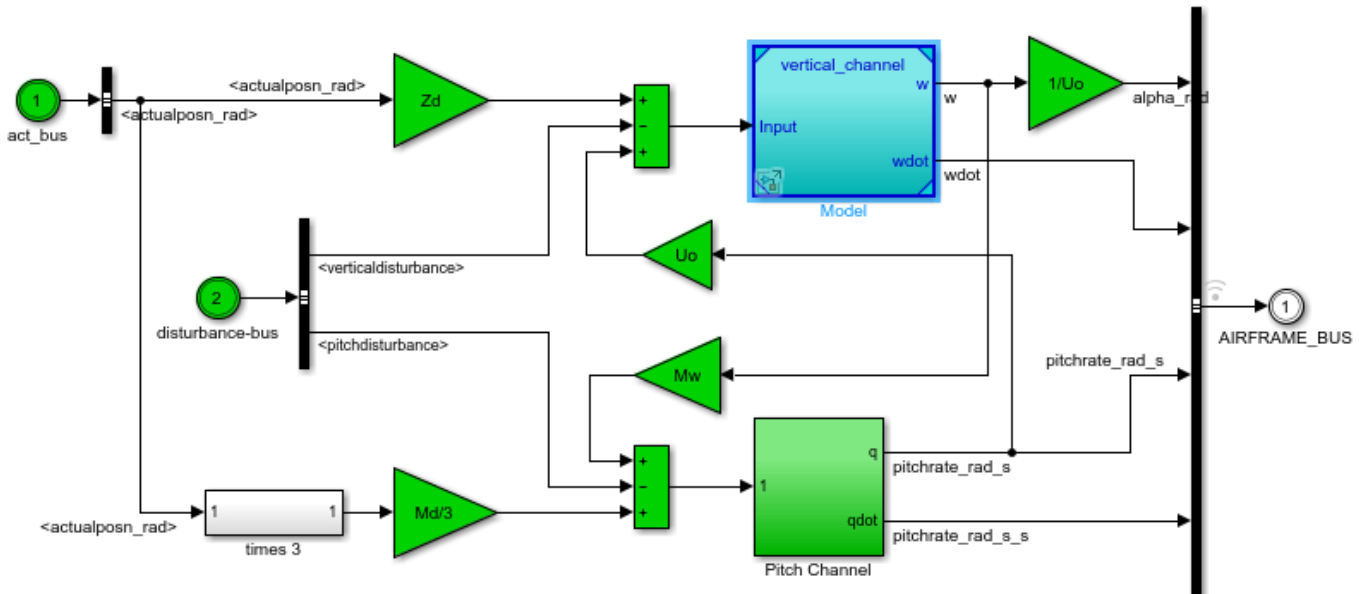 vertical_channel
<actualposn_rad>
Zd
+
w
1/Uo
1
<actualposn_rad>
w
alpha_rad
act_bus
−
Input
+
wdot
wdot
Model
Uo
<verticaldisturbance>
2
1
disturbance-bus
<pitchdisturbance>
AIRFRAME_BUS
pitchrate_rad_s
Mw
+
q
pitchrate_rad_s
−
1
1
1
Md/3
+
<actualposn_rad>
qdot
pitchrate_rad_s_s
times 3
Pitch Channel